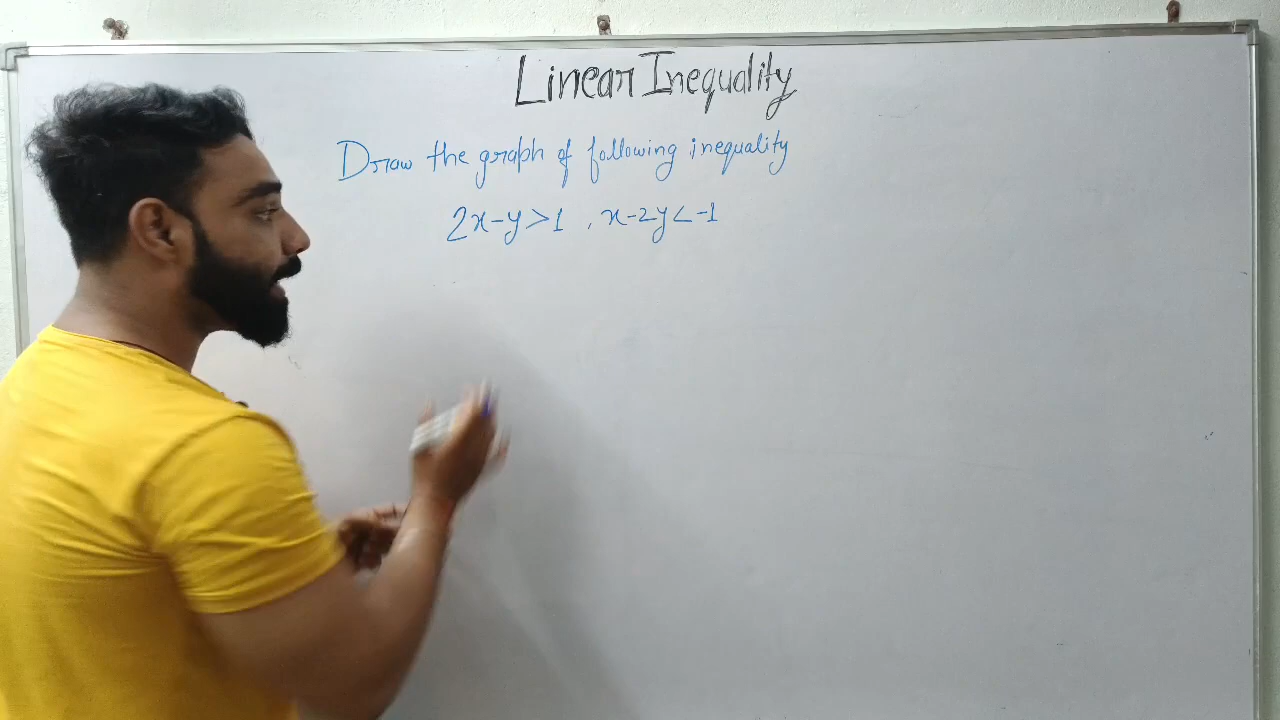 Linear Inequality
Draw the graph of following inequality
2x-y>1 , x-2y<-1